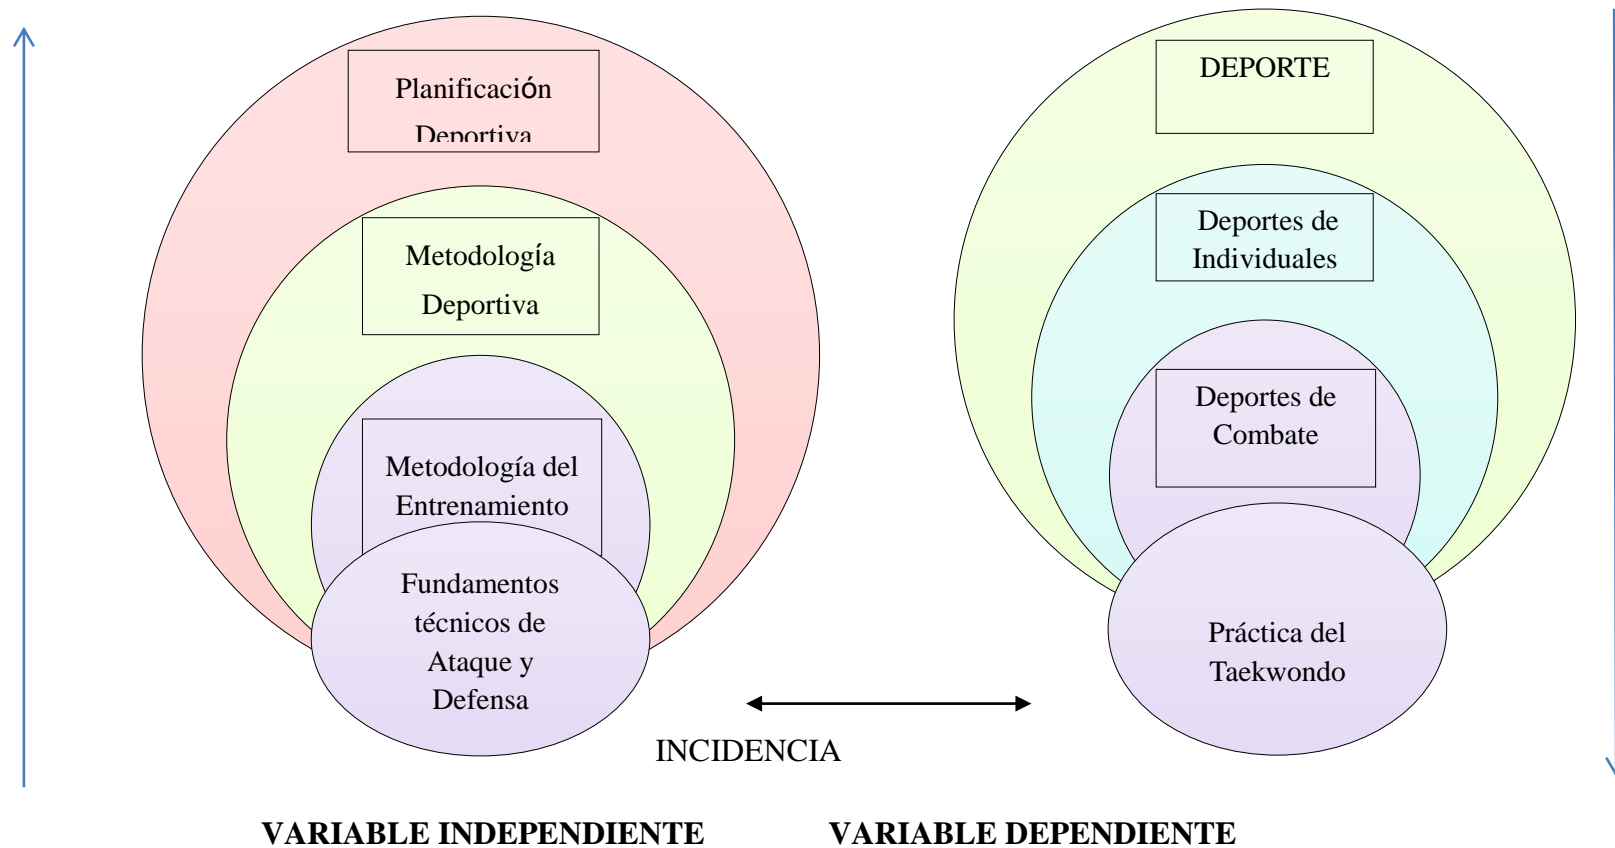 Planificación
Deportiva
Metodología
Deportiva
Metodología del
Entrenamiento
Fundamentos
técnicos de
Ataque y
Defensa
DEPORTE
Deportes de
Individuales
Deportes de
Combate
Práctica del
Taekwondo
INCIDENCIA
VARIABLE INDEPENDIENTE
VARIABLE DEPENDIENTE